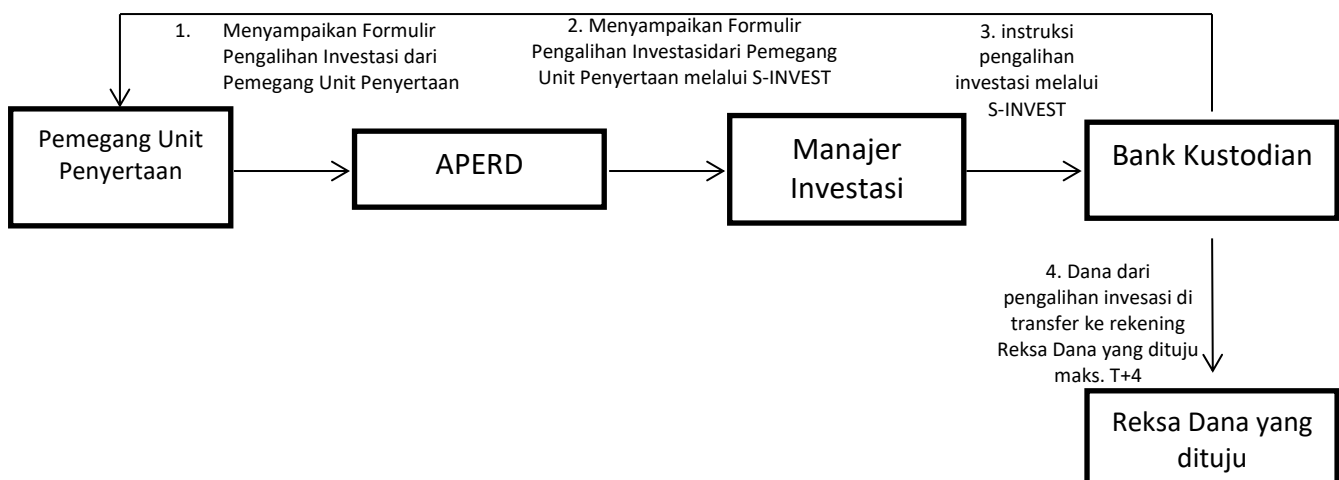 1. Menyampaikan Formulir
Pengalihan Investasi dari
Pemegang Unit Penyertaan
2. Menyampaikan Formulir
Pengalihan Investasidari Pemegang
Unit Penyertaan melalui S-INVEST
3. instruksi
pengalihan
investasi melalui
S-INVEST
Pemegang Unit
Penyertaan
APERD
Manajer
Investasi
Bank Kustodian
4. Dana dari
pengalihan invesasi di
transfer ke rekening
Reksa Dana yang dituju
maks. T+4
Reksa Dana yang
dituju